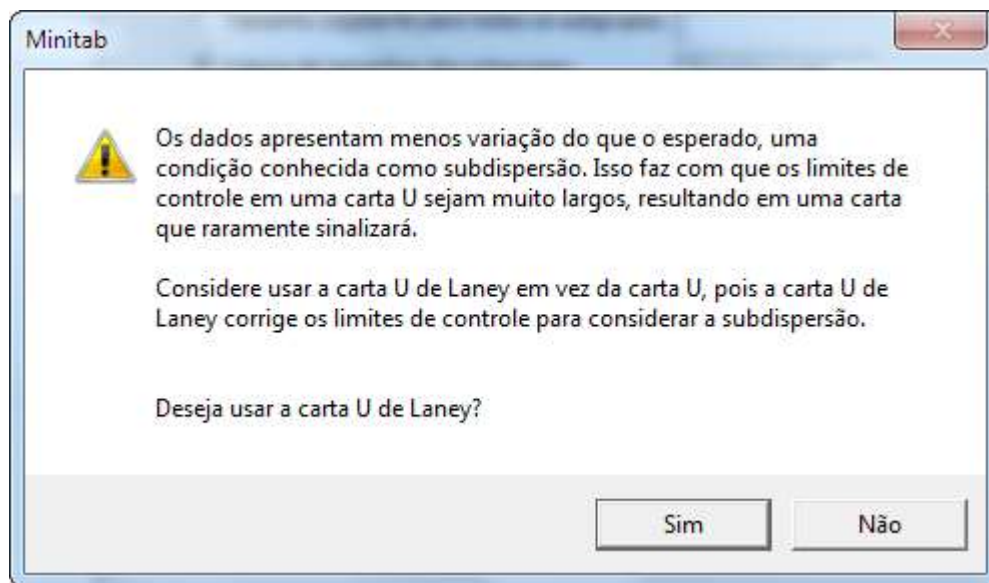 Minitab
Os dados apresentam menos variação do que o esperado, uma
condição conhecida como subdispersão. Isso faz com que os limites de
controle em uma carta U sejam muito largos, resultando em uma carta
que raramente sinalizará.
Considere usar a carta U de Laney em vez da carta U, pois a carta U de
Laney corrige os limites de controle para considerar a subdispersão.
Deseja usar a carta U de Laney?
Sim
Não